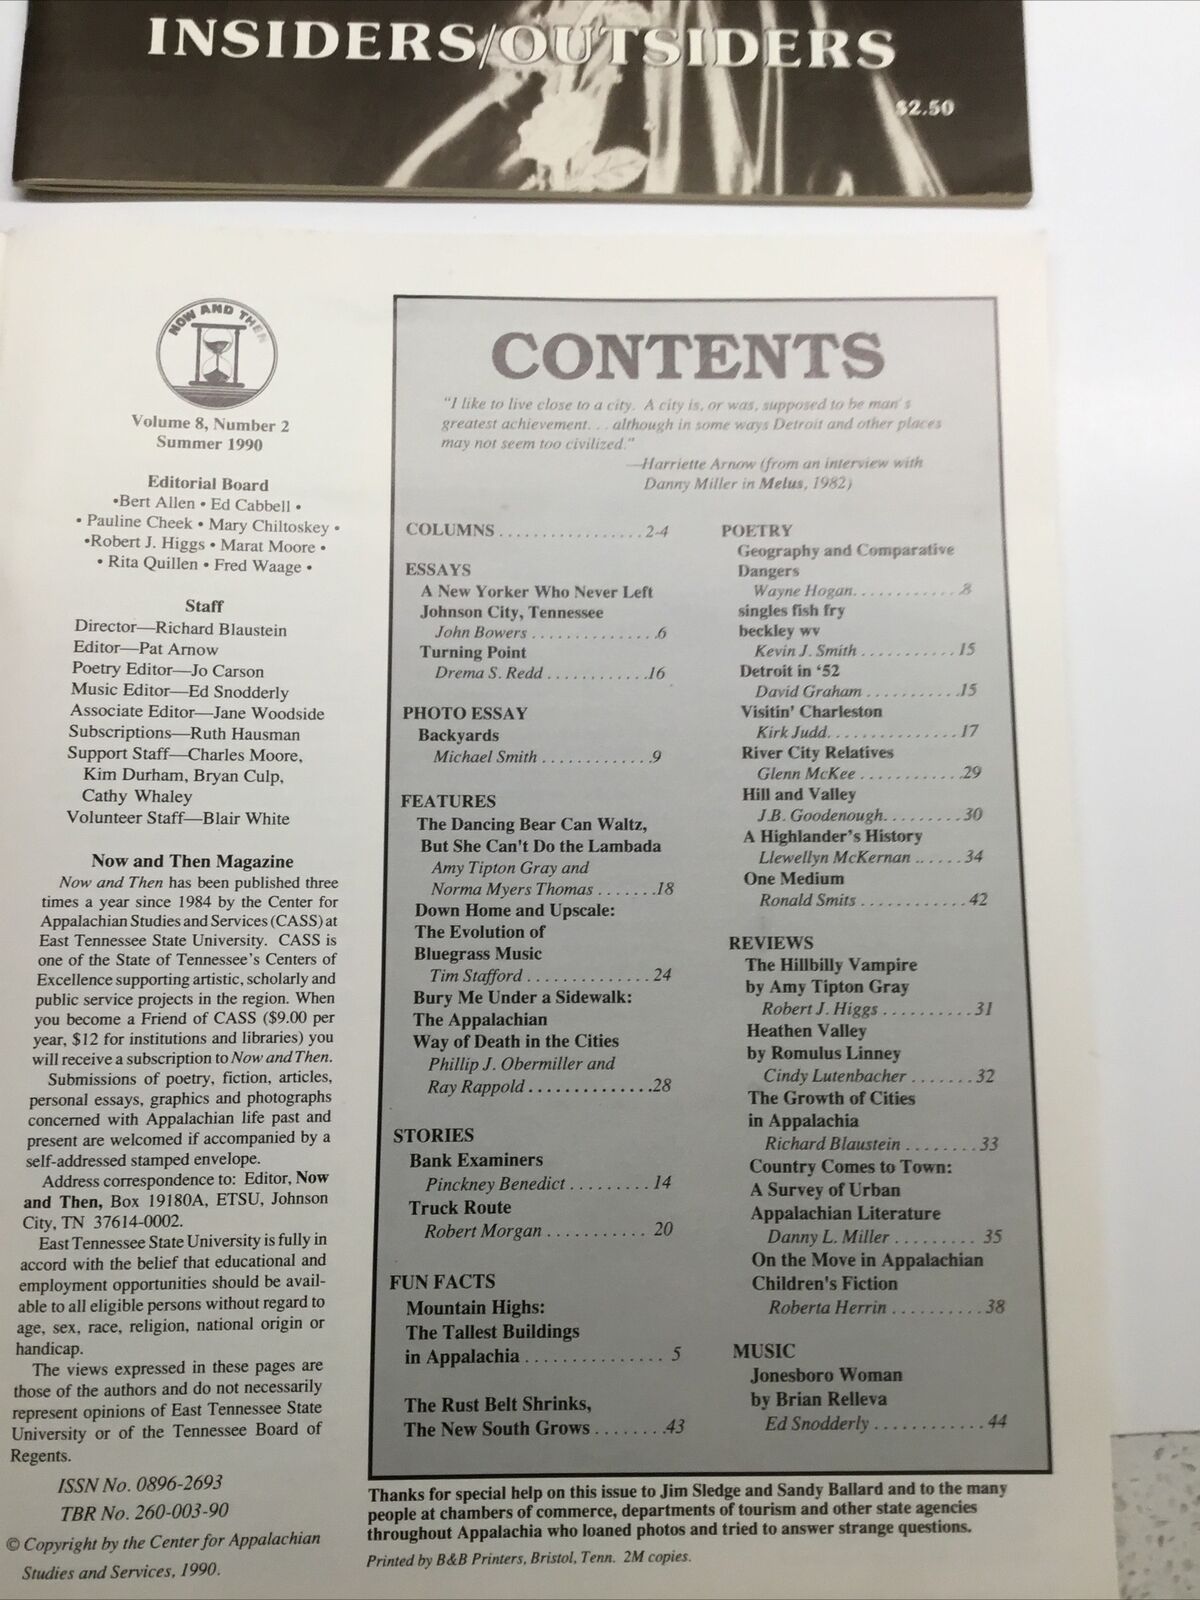 INSIDERS/OUTSIDERS
$2.50
NOW AND THEN
Volume 8, Number 2
Summer 1990
Editorial Board
•Bert Allen • Ed Cabbell •
• Pauline Cheek • Mary Chiltoskey •
•Robert J. Higgs • Marat Moore •
• Rita Quillen • Fred Waage •
Staff
Director—Richard Blaustein
Editor—Pat Arnow
Poetry Editor—Jo Carson
Music Editor—Ed Snodderly
Associate Editor—Jane Woodside
Subscriptions—Ruth Hausman
Support Staff—Charles Moore,
Kim Durham, Bryan Culp,
Cathy Whaley
Volunteer Staff—Blair White
Now and Then Magazine
Now and Then has been published three
times a year since 1984 by the Center for
Appalachian Studies and Services (CASS) at
East Tennessee State University. CASS is
one of the State of Tennessee's Centers of
Excellence supporting artistic, scholarly and
public service projects in the region. When
you become a Friend of CASS ($9.00 per
year, $12 for institutions and libraries) you
will receive a subscription to Now and Then.
Submissions of poetry, fiction, articles,
personal essays, graphics and photographs
concerned with Appalachian life past and
present are welcomed if accompanied by a
self-addressed stamped envelope.
Address correspondence to: Editor, Now
and Then, Box 19180A, ETSU, Johnson
City, TN 37614-0002.
East Tennessee State University is fully in
accord with the belief that educational and
employment opportunities should be avail-
able to all eligible persons without regard to
age, sex, race, religion, national origin or
handicap.
The views expressed in these pages are
those of the authors and do not necessarily
represent opinions of East Tennessee State
University or of the Tennessee Board of
Regents.
ISSN No. 0896-2693
TBR No. 260-003-90
© Copyright by the Center for Appalachian
Studies and Services, 1990.
CONTENTS
"I like to live close to a city. A city is, or was, supposed to be man's
greatest achievement. . . although in some ways Detroit and other places
may not seem too civilized."
—Harriette Arnow (from an interview with
Danny Miller in Melus, 1982)
COLUMNS . . . . . . . . . . . . . . . . . 2-4
ESSAYS
A New Yorker Who Never Left
Johnson City, Tennessee
John Bowers . . . . . . . . . . . . . 6
Turning Point
Drema S. Redd . . . . . . . . . . . . 16
PHOTO ESSAY
Backyards
Michael Smith . . . . . . . . . . . . 9
FEATURES
The Dancing Bear Can Waltz,
But She Can't Do the Lambada
Amy Tipton Gray and
Norma Myers Thomas . . . . . . . 18
Down Home and Upscale:
The Evolution of
Bluegrass Music
Tim Stafford . . . . . . . . . . . . . 24
Bury Me Under a Sidewalk:
The Appalachian
Way of Death in the Cities
Phillip J. Obermiller and
Ray Rappold . . . . . . . . . . . . . 28
STORIES
Bank Examiners
Pinckney Benedict . . . . . . . . . 14
Truck Route
Robert Morgan . . . . . . . . . . . 20
FUN FACTS
Mountain Highs:
The Tallest Buildings
in Appalachia . . . . . . . . . . . . . . . 5
The Rust Belt Shrinks,
The New South Grows . . . . . . . . 43
POETRY
Geography and Comparative
Dangers
Wayne Hogan. . . . . . . . . . . . 8
singles fish fry
beckley wv
Kevin J. Smith . . . . . . . . . . . 15
Detroit in ‘52
David Graham . . . . . . . . . . . 15
Visitin' Charleston
Kirk Judd. . . . . . . . . . . . . . 17
River City Relatives
Glenn McKee . . . . . . . . . . . . 29
Hill and Valley
J.B. Goodenough. . . . . . . . . 30
A Highlander's History
Llewellyn McKernan . . . . . . . 34
One Medium
Ronald Smits . . . . . . . . . . . . 42
REVIEWS
The Hillbilly Vampire
by Amy Tipton Gray
Robert J. Higgs . . . . . . . . . . 31
Heathen Valley
by Romulus Linney
Cindy Lutenbacher . . . . . . . 32
The Growth of Cities
in Appalachia
Richard Blaustein . . . . . . . . 33
Country Comes to Town:
A Survey of Urban
Appalachian Literature
Danny L. Miller . . . . . . . . . 35
On the Move in Appalachian
Children's Fiction
Roberta Herrin . . . . . . . . . . 38
MUSIC
Jonesboro Woman
by Brian Relleva
Ed Snodderly . . . . . . . . . . . . 44
Thanks for special help on this issue to Jim Sledge and Sandy Ballard and to the many
people at chambers of commerce, departments of tourism and other state agencies
throughout Appalachia who loaned photos and tried to answer strange questions.
Printed by B&B Printers, Bristol, Tenn. 2M copies.